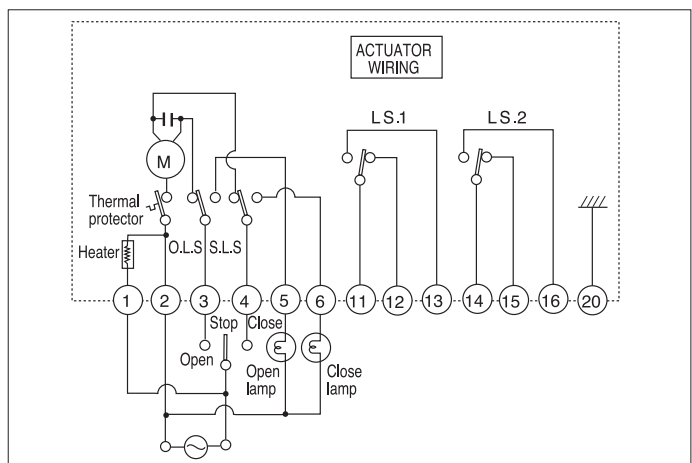 ACTUATOR
WIRING
LS.1
LS.2
M
Thermal
protector
Heater
O.L.S
S.L.S
1
2
3
4
5
6
11
12
13
14
15
16
20
Stop
Close
Open
Open
lamp
Close
lamp